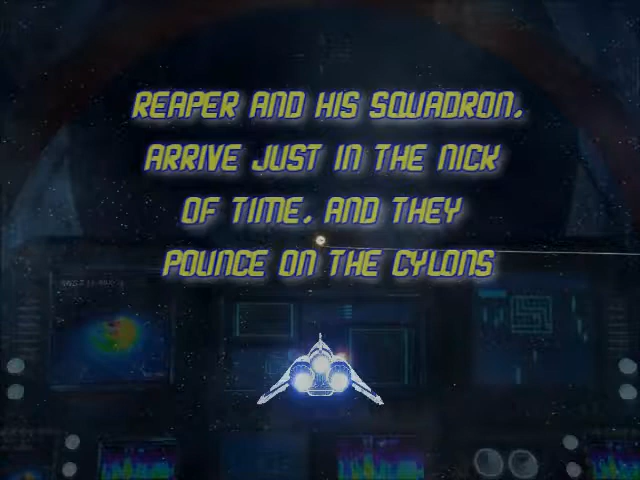 REAPER AND HIS SQUADRON,
ARRIVE JUST IN THE NICK
OF TIME, AND THEY
POUNCE ON THE CYLONS